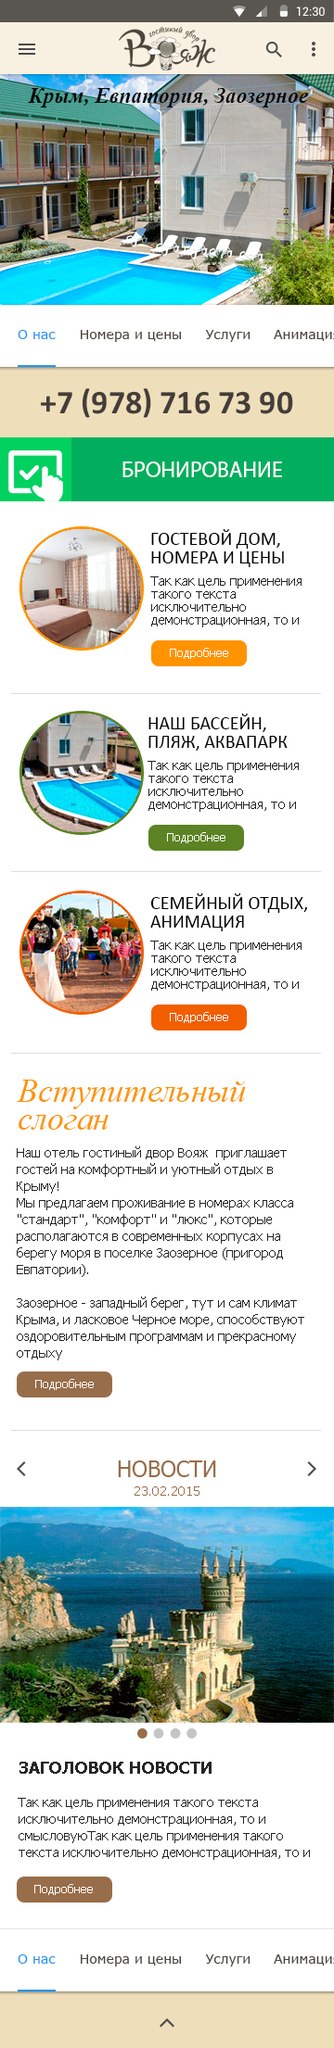 12:30
гостиный двор
Вояж
Крым, Евпатория, Заозерное
О нас Номера и цены Услуги Анимаци
+7 (978) 716 73 90
БРОНИРОВАНИЕ
ГОСТЕВОЙ ДОМ,
НОМЕРА И ЦЕНЫ
Так как цель применения
такого текста
исключительно
демонстрационная, то и
Подробнее
НАШ БАССЕЙН,
ПЛЯЖ, АКВАПАРК
Так как цель применения
такого текста
исключительно
демонстрационная, то и
Подробнее
СЕМЕЙНЫЙ ОТДЫХ,
АНИМАЦИЯ
Так как цель применения
такого текста
исключительно
демонстрационная, то и
Подробнее
Вступительный
слоган
Наш отель гостиный двор Вояж приглашает
гостей на комфортный и уютный отдых в
Крыму!
Мы предлагаем проживание в номерах класса
"стандарт", "комфорт" и "люкс", которые
располагаются в современных корпусах на
берегу моря в поселке Заозерное (пригород
Евпатории).
Заозерное - западный берег, тут и сам климат
Крыма, и ласковое Черное море, способствуют
оздоровительным программам и прекрасному
отдыху
Подробнее
НОВОСТИ
23.02.2015
ЗАГОЛОВОК НОВОСТИ
Так как цель применения такого текста
исключительно демонстрационная, то и
смысловуюТак как цель применения такого
текста исключительно демонстрационная, то и
Подробнее
О нас Номера и цены Услуги Анимаци